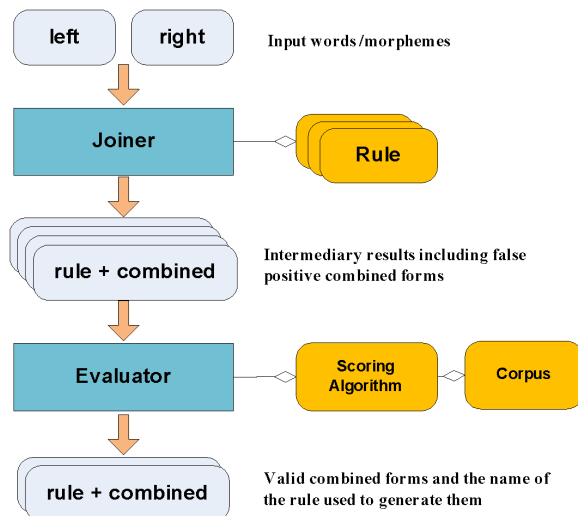 left
right
Input words/morphemes
Joiner
Rule
rule + combined
Intermediary results including false
positive combined forms
Evaluator
Scoring
Algorithm
Corpus
rule + combined
Valid combined forms and the name of
the rule used to generate them